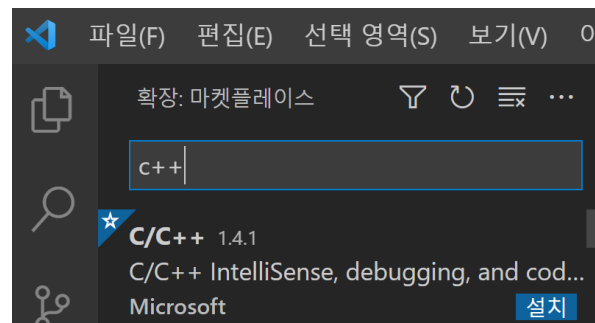 파일(F) 편집(E) 선택 영역(S) 보기(V)
확장: 마켓플레이스
c++
C/C++ 1.4.1
C/C++ IntelliSense, debugging, and cod...
Microsoft 설치